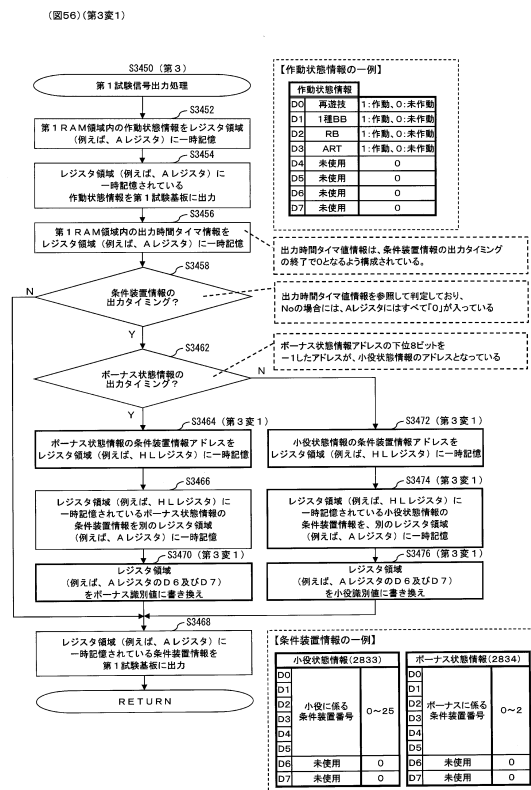 (図56)(第3変1)
S3450(第3)
第1試験信号出力処理
S3452
第1RAM領域内の作動状態情報をレジスタ領域
(例えば、Aレジスタ)に一時記憶
S3454
レジスタ領域(例えば、Aレジスタ)に
一時記憶されている
作動状態情報を第1試験基板に出力
S3456
第1RAM領域内の出力時間タイマ情報を
レジスタ領域(例えば、Aレジスタ)に一時記憶
S3458
条件装置情報の
出力タイミング?
N
Y
S3462
ボーナス状態情報の
出力タイミング?
N
Y
S3464(第3変1)
ボーナス状態情報の条件装置情報アドレスを
レジスタ領域(例えば、HLレジスタ)に一時記憶
S3466
レジスタ領域(例えば、HLレジスタ)に
一時記憶されているボーナス状態情報の
条件装置情報を別のレジスタ領域
(例えば、Aレジスタ)に一時記憶
S3470(第3変1)
レジスタ領域
(例えば、AレジスタのD6及びD7)
をボーナス識別値に書き換え
S3472(第3変1)
小役状態情報の条件装置情報アドレスを
レジスタ領域(例えば、HLレジスタ)に一時記憶
S3474(第3変1)
レジスタ領域(例えば、HLレジスタ)に
一時記憶されている小役状態情報の
条件装置情報を、別のレジスタ領域
(例えば、Aレジスタ)に一時記憶
S3476(第3変1)
レジスタ領域
(例えば、AレジスタのD6及びD7)
を小役識別値に書き換え
S3468
レジスタ領域(例えば、Aレジスタ)に
一時記憶されている条件装置情報を
第1試験基板に出力
RETURN
【作動状態情報の一例】
作動状態情報
D0 再遊技 1:作動、0:未作動
D1 1種BB 1:作動、0:未作動
D2 RB 1:作動、0:未作動
D3 ART 1:作動、0:未作動
D4 未使用 0
D5 未使用 0
D6 未使用 0
D7 未使用 0
出力時間タイマ値情報は、条件装置情報の出力タイミング
の終了で0となるよう構成されている。
出力時間タイマ値情報を参照して判定しており、
Noの場合には、Aレジスタにはすべて「0」が入っている
ボーナス状態情報アドレスの下位8ビットを
-1したアドレスが、小役状態情報のアドレスとなっている
【条件装置情報の一例】
小役状態情報(2833)
D0
D1
D2
D3
D4
D5
小役に係る
条件装置番号
0~25
D6 未使用 0
D7 未使用 0
ボーナス状態情報(2834)
D0
D1
D2
D3
D4
D5
ボーナスに係る
条件装置番号
0~2
D6 未使用 0
D7 未使用 0